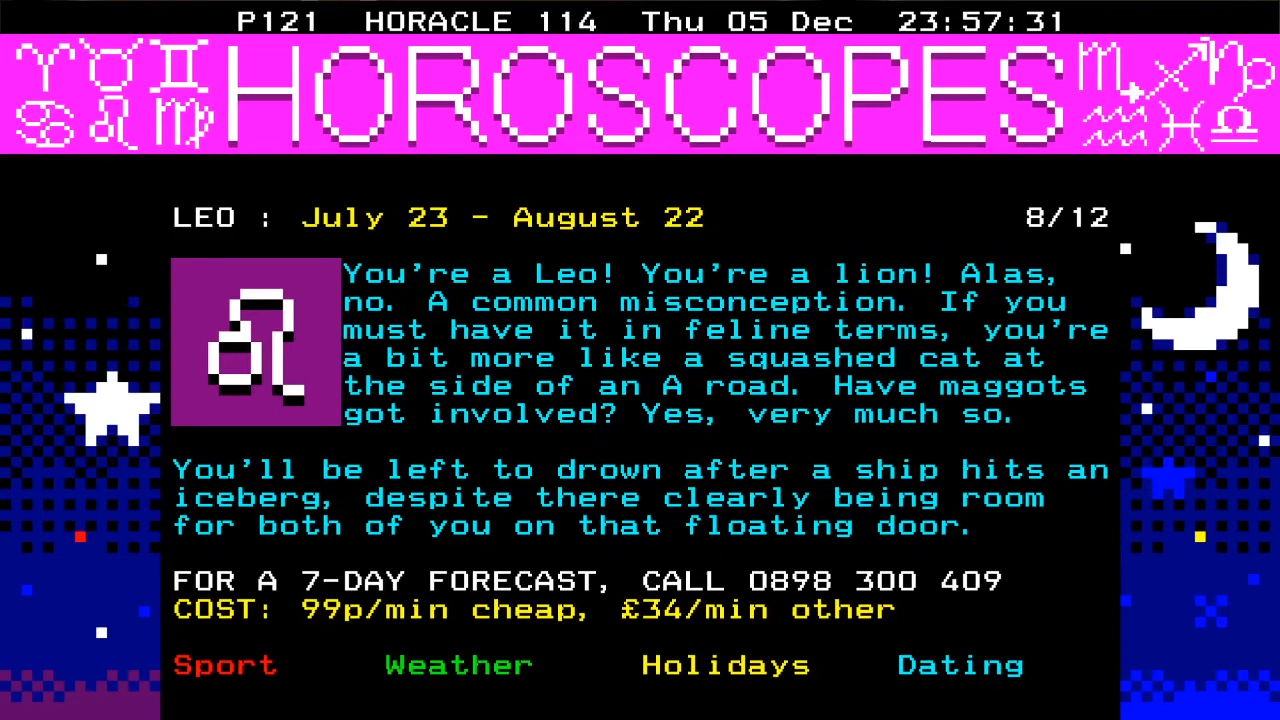 P121 HORACLE 114 Thu 05 Dec 23:57:31
HOROSCOPES
LEO : July 23 - August 22 8/12
You're a Leo! You're a lion! Alas,
no. A common misconception. If you
must have it in feline terms, you're
a bit more like a squashed cat at
the side of an A road. Have maggots
got involved? Yes, very much so.
You'll be left to drown after a ship hits an
iceberg, despite there clearly being room
for both of you on that floating door.
FOR A 7-DAY FORECAST, CALL 0898 300 409
COST: 99p/min cheap, £34/min other
Sport Weather Holidays Dating